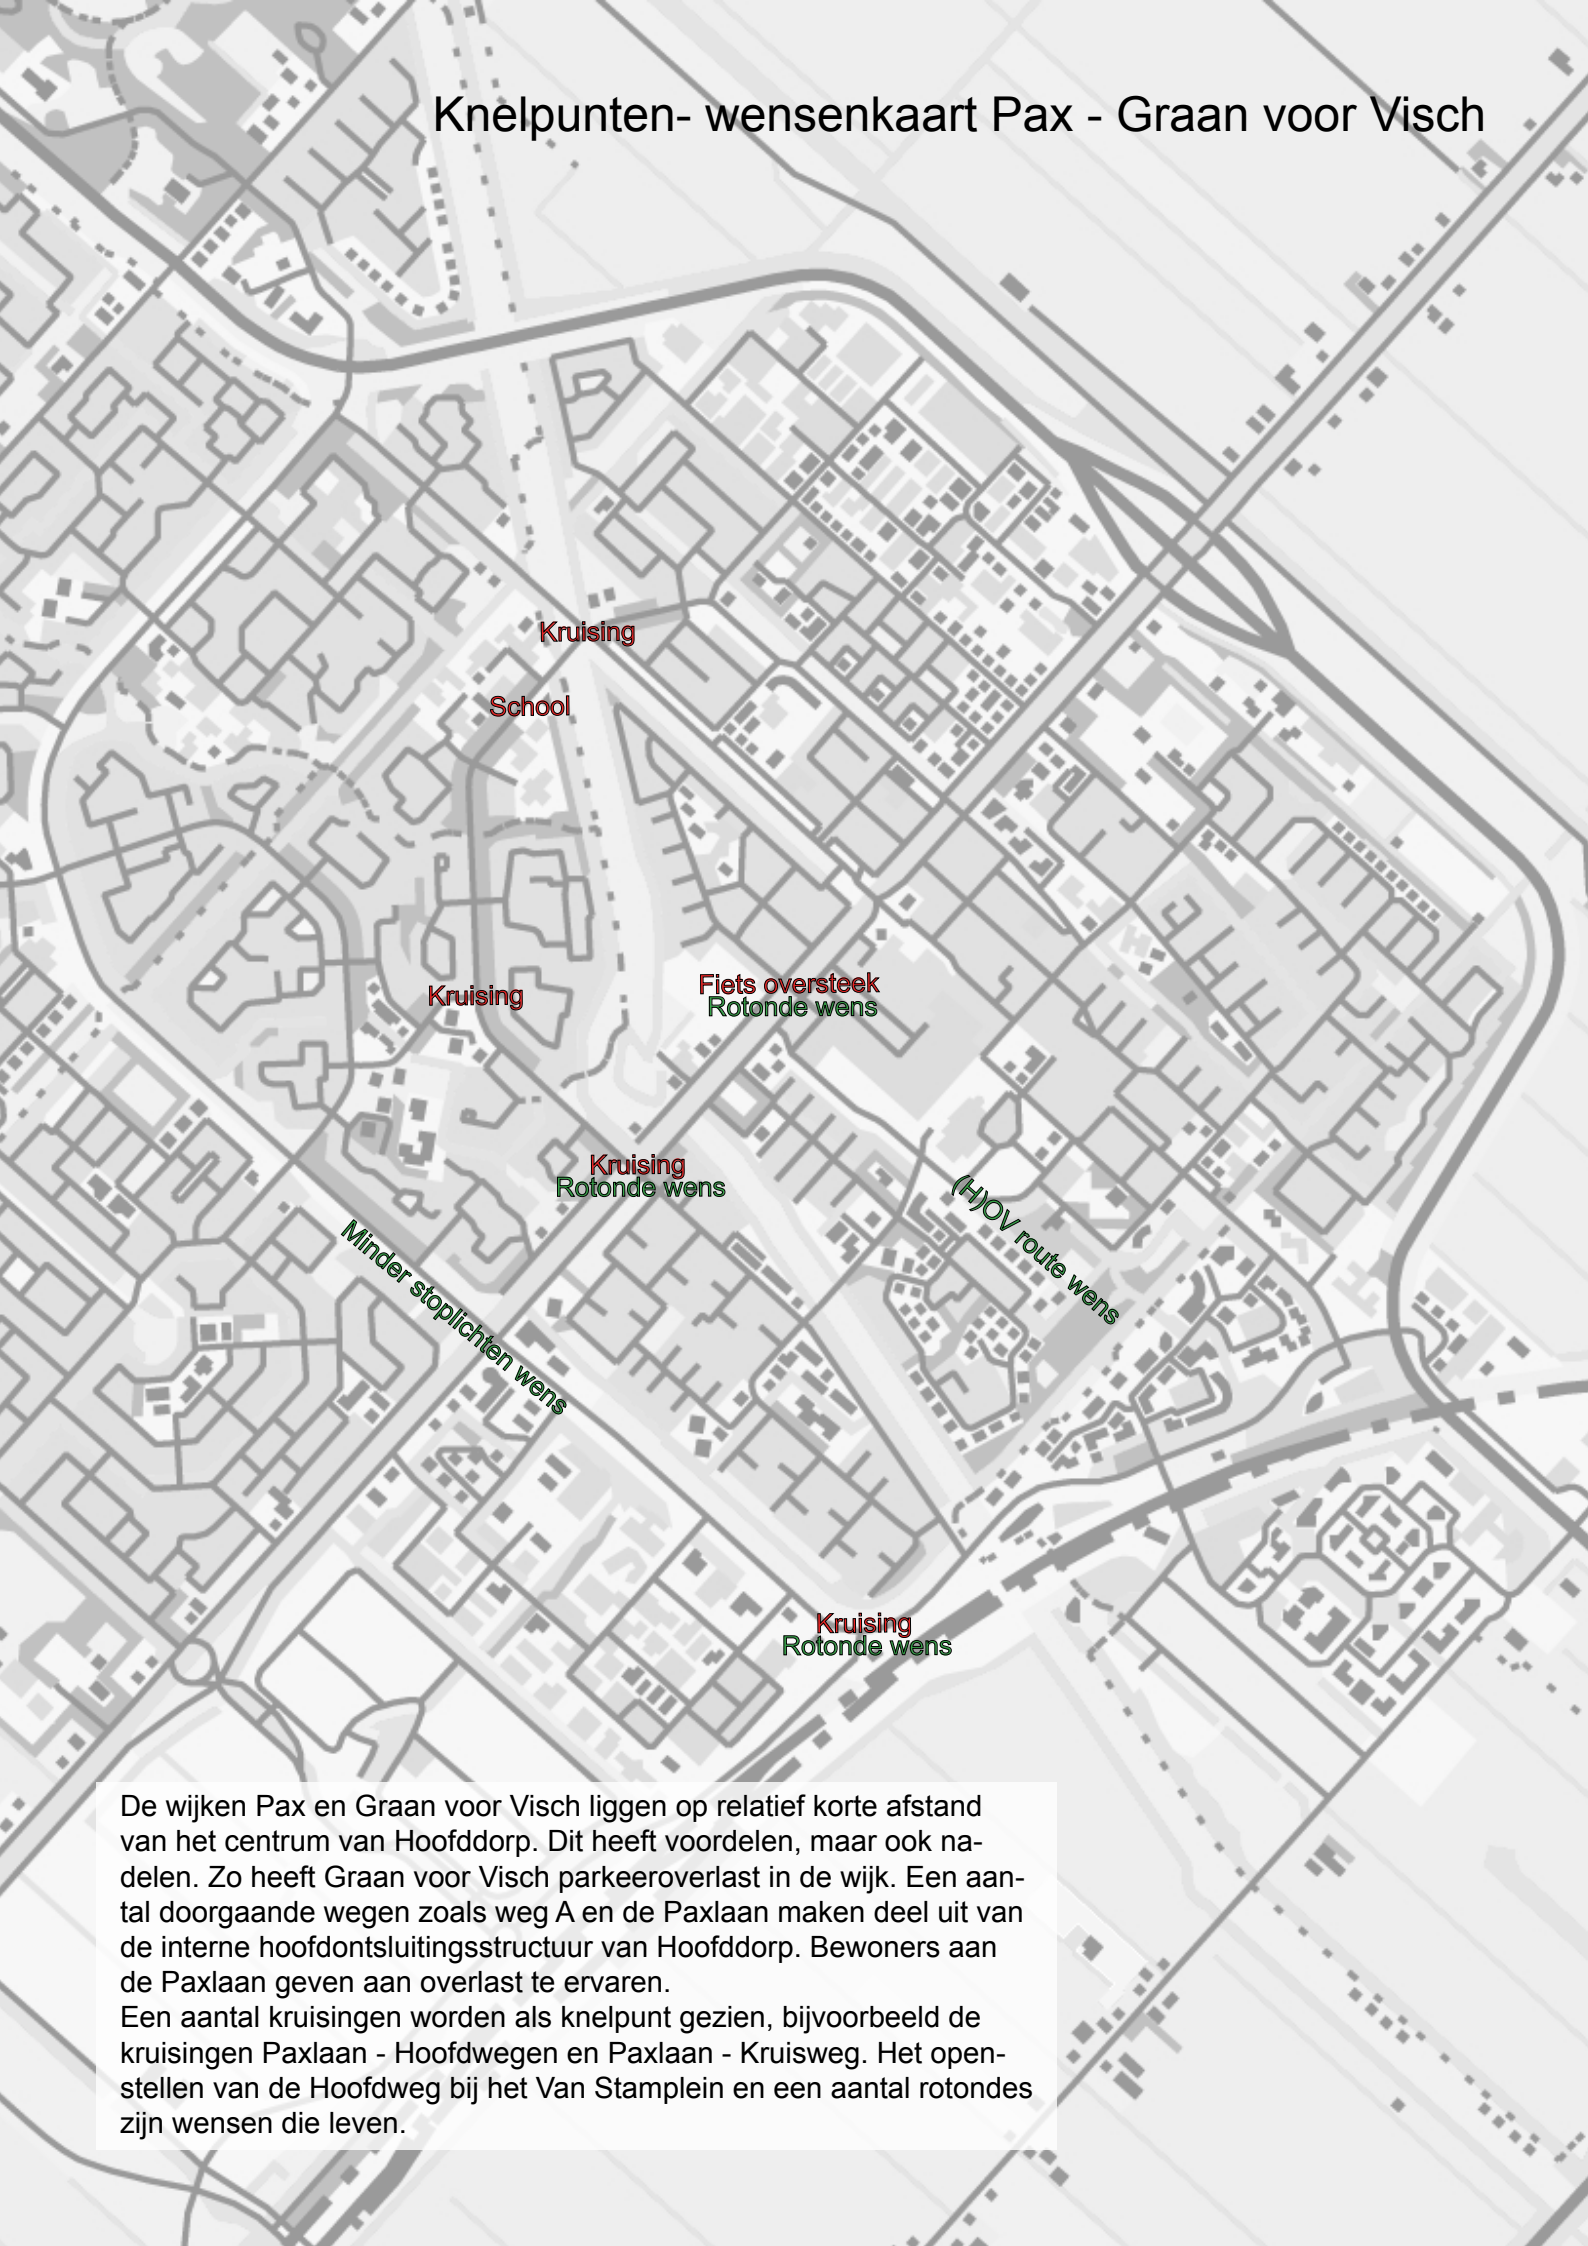 Knelpunten- wensenkaart Pax - Graan voor Visch
Kruising
School
Fiets oversteek
Rotonde wens
Kruising
Kruising
Rotonde wens
(H)OV route wens
Minder stoplichten wens
Kruising
Rotonde wens
De wijken Pax en Graan voor Visch liggen op relatief korte afstand
van het centrum van Hoofddorp. Dit heeft voordelen, maar ook na-
delen. Zo heeft Graan voor Visch parkeeroverlast in de wijk. Een aan-
tal doorgaande wegen zoals weg A en de Paxlaan maken deel uit van
de interne hoofdontsluitingsstructuur van Hoofddorp. Bewoners aan
de Paxlaan geven aan overlast te ervaren.
Een aantal kruisingen worden als knelpunt gezien, bijvoorbeeld de
kruisingen Paxlaan - Hoofdwegen en Paxlaan - Kruisweg. Het open-
stellen van de Hoofdweg bij het Van Stamplein en een aantal rotondes
zijn wensen die leven.